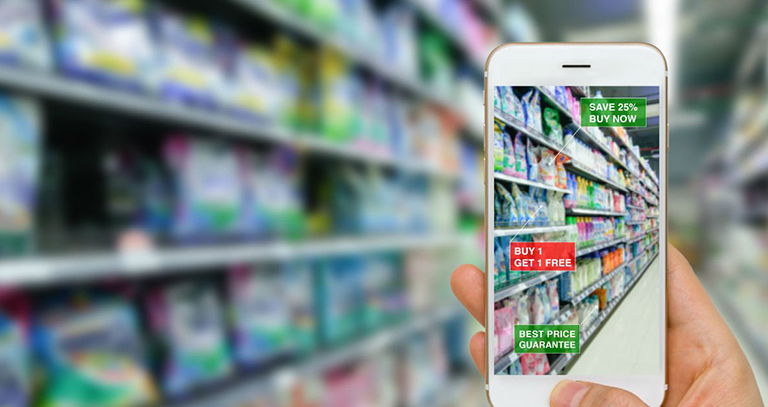 SAVE 25%
BUY NOW
BUY 1
GET 1 FREE
BEST PRICE
GUARANTEE